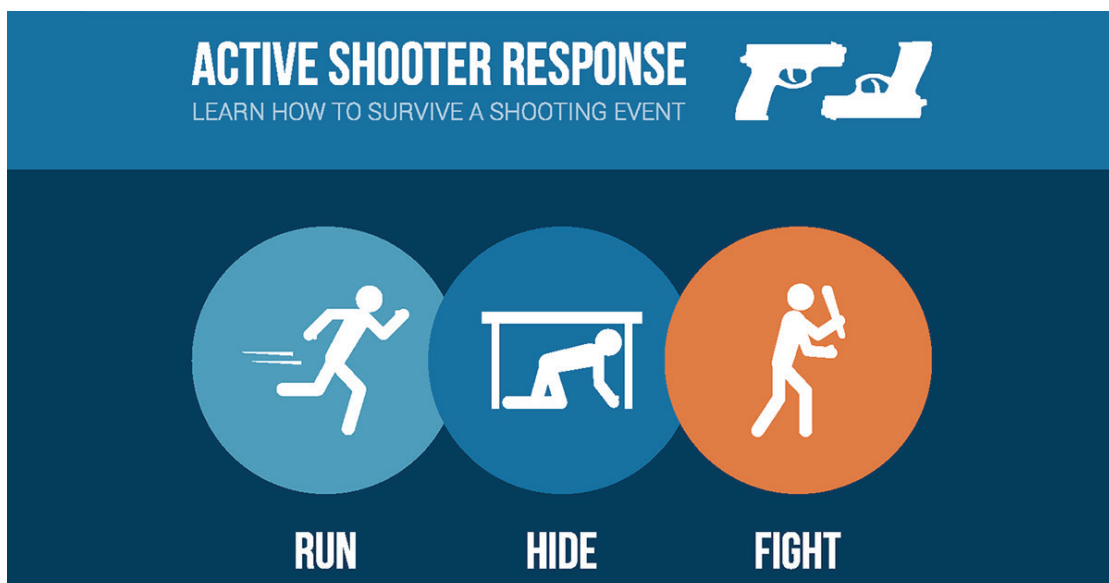 ACTIVE SHOOTER RESPONSE
LEARN HOW TO SURVIVE A SHOOTING EVENT
RUN
HIDE
FIGHT